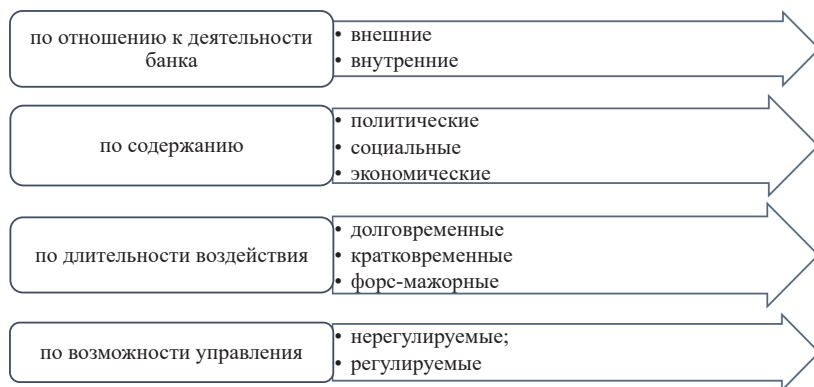 по отношению к деятельности
банка
• внешние
• внутренние
по содержанию
• политические
• социальные
• экономические
по длительности воздействия
• долговременные
• кратковременные
• форс-мажорные
по возможности управления
• нерегулируемые;
• регулируемые